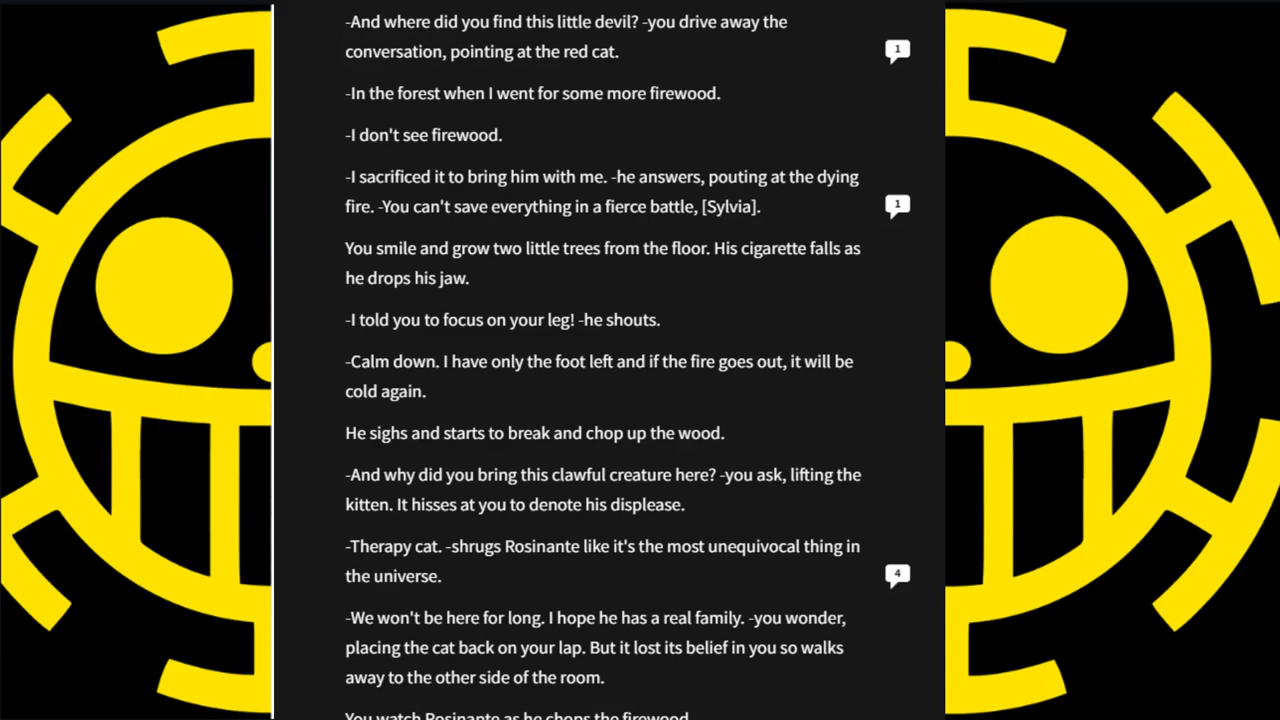 -And where did you find this little devil? -you drive away the
conversation, pointing at the red cat.
1
-In the forest when I went for some more firewood.
-I don't see firewood.
-I sacrificed it to bring him with me. -he answers, pouting at the dying
fire. -You can't save everything in a fierce battle, [Sylvia].
1
You smile and grow two little trees from the floor. His cigarette falls as
he drops his jaw.
-I told you to focus on your leg! -he shouts.
-Calm down. I have only the foot left and if the fire goes out, it will be
cold again.
He sighs and starts to break and chop up the wood.
-And why did you bring this clawful creature here? -you ask, lifting the
kitten. It hisses at you to denote his displease.
-Therapy cat. -shrugs Rosinante like it's the most unequivocal thing in
the universe.
4
-We won't be here for long. I hope he has a real family. -you wonder,
placing the cat back on your lap. But it lost its belief in you so walks
away to the other side of the room.
You watch Rosinante as he chops the firewood.